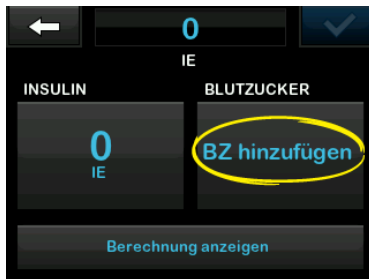 0
IE
INSULIN
BLUTZUCKER
0
IE
BZ hinzufügen
Berechnung anzeigen